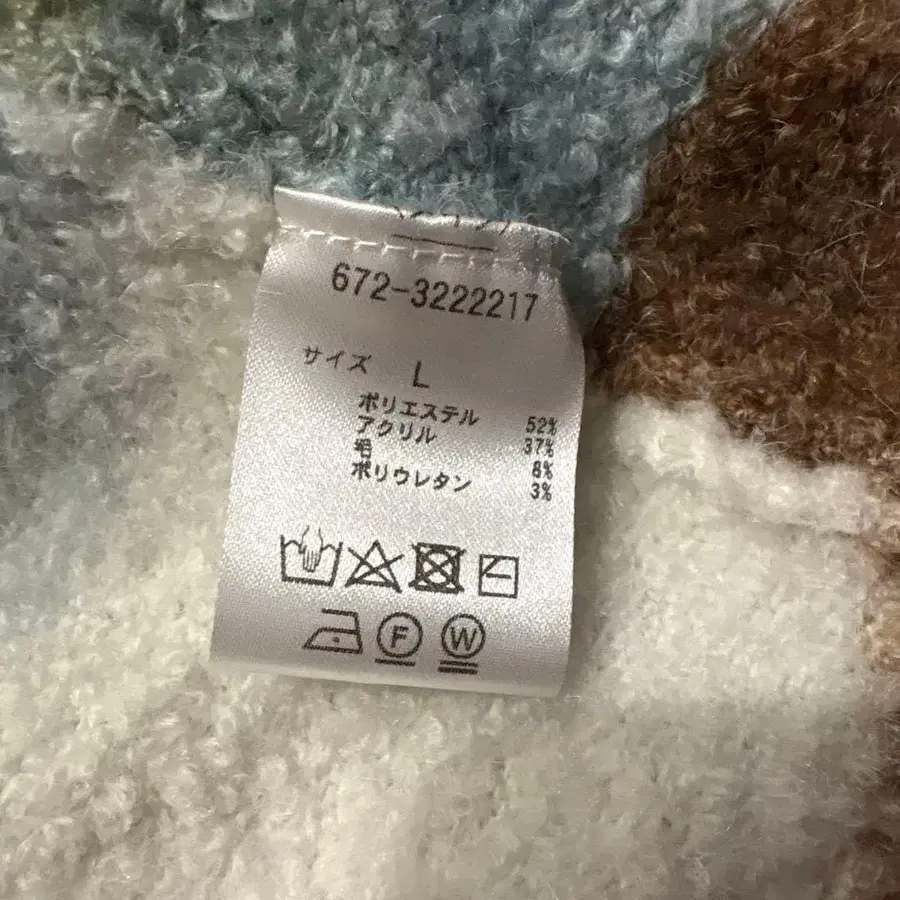 672-3222217
サイズ L
ポリエステル 52%
アクリル 37%
毛 8%
ポリウレタン 3%
F W